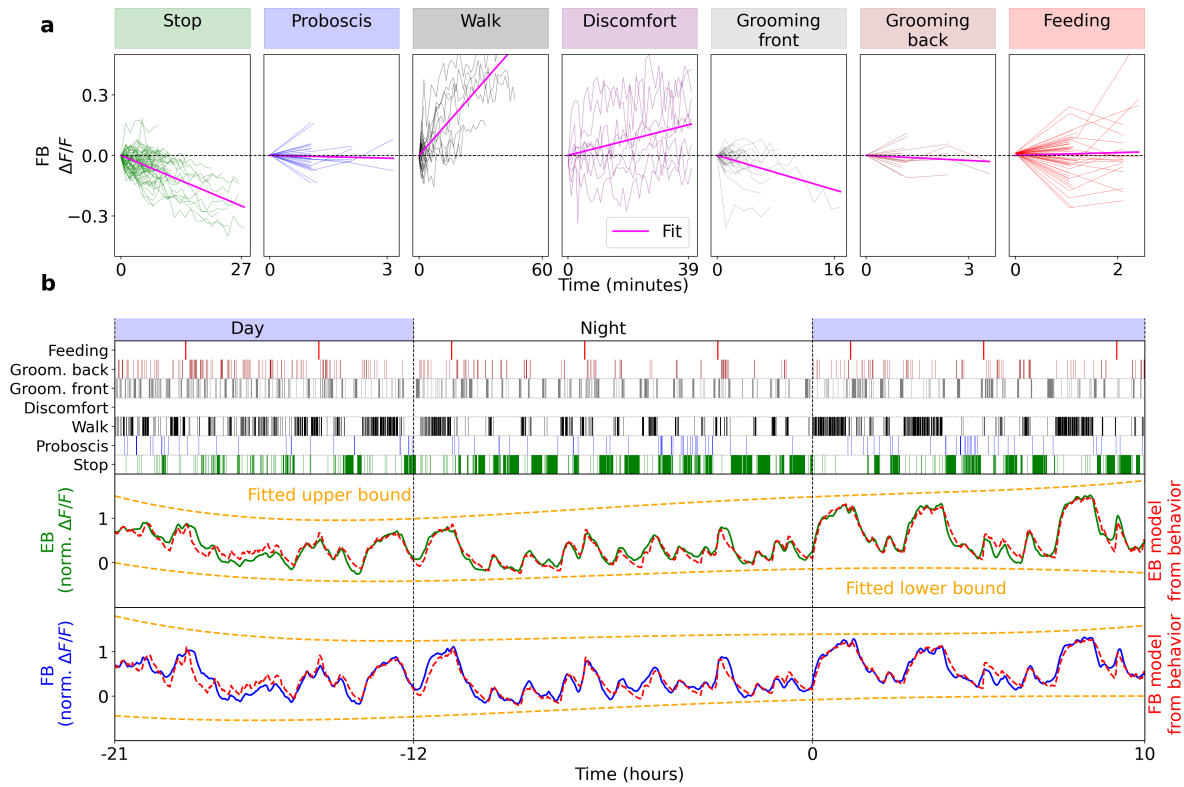 a
Stop
Proboscis
Walk
Discomfort
Grooming
front
Grooming
back
Feeding
FB
ΔF/F
0.3
0.0
−0.3
Fit
0 27
0 3
0 60
0 39
0 16
0 3
0 2
Time (minutes)
b
Day
Night
Feeding
Groom. back
Groom. front
Discomfort
Walk
Proboscis
Stop
EB
(norm. ΔF/F)
1
0
Fitted upper bound
Fitted lower bound
EB model
from behavior
FB
(norm. ΔF/F)
1
0
FB model
from behavior
-21 -12 0 10
Time (hours)